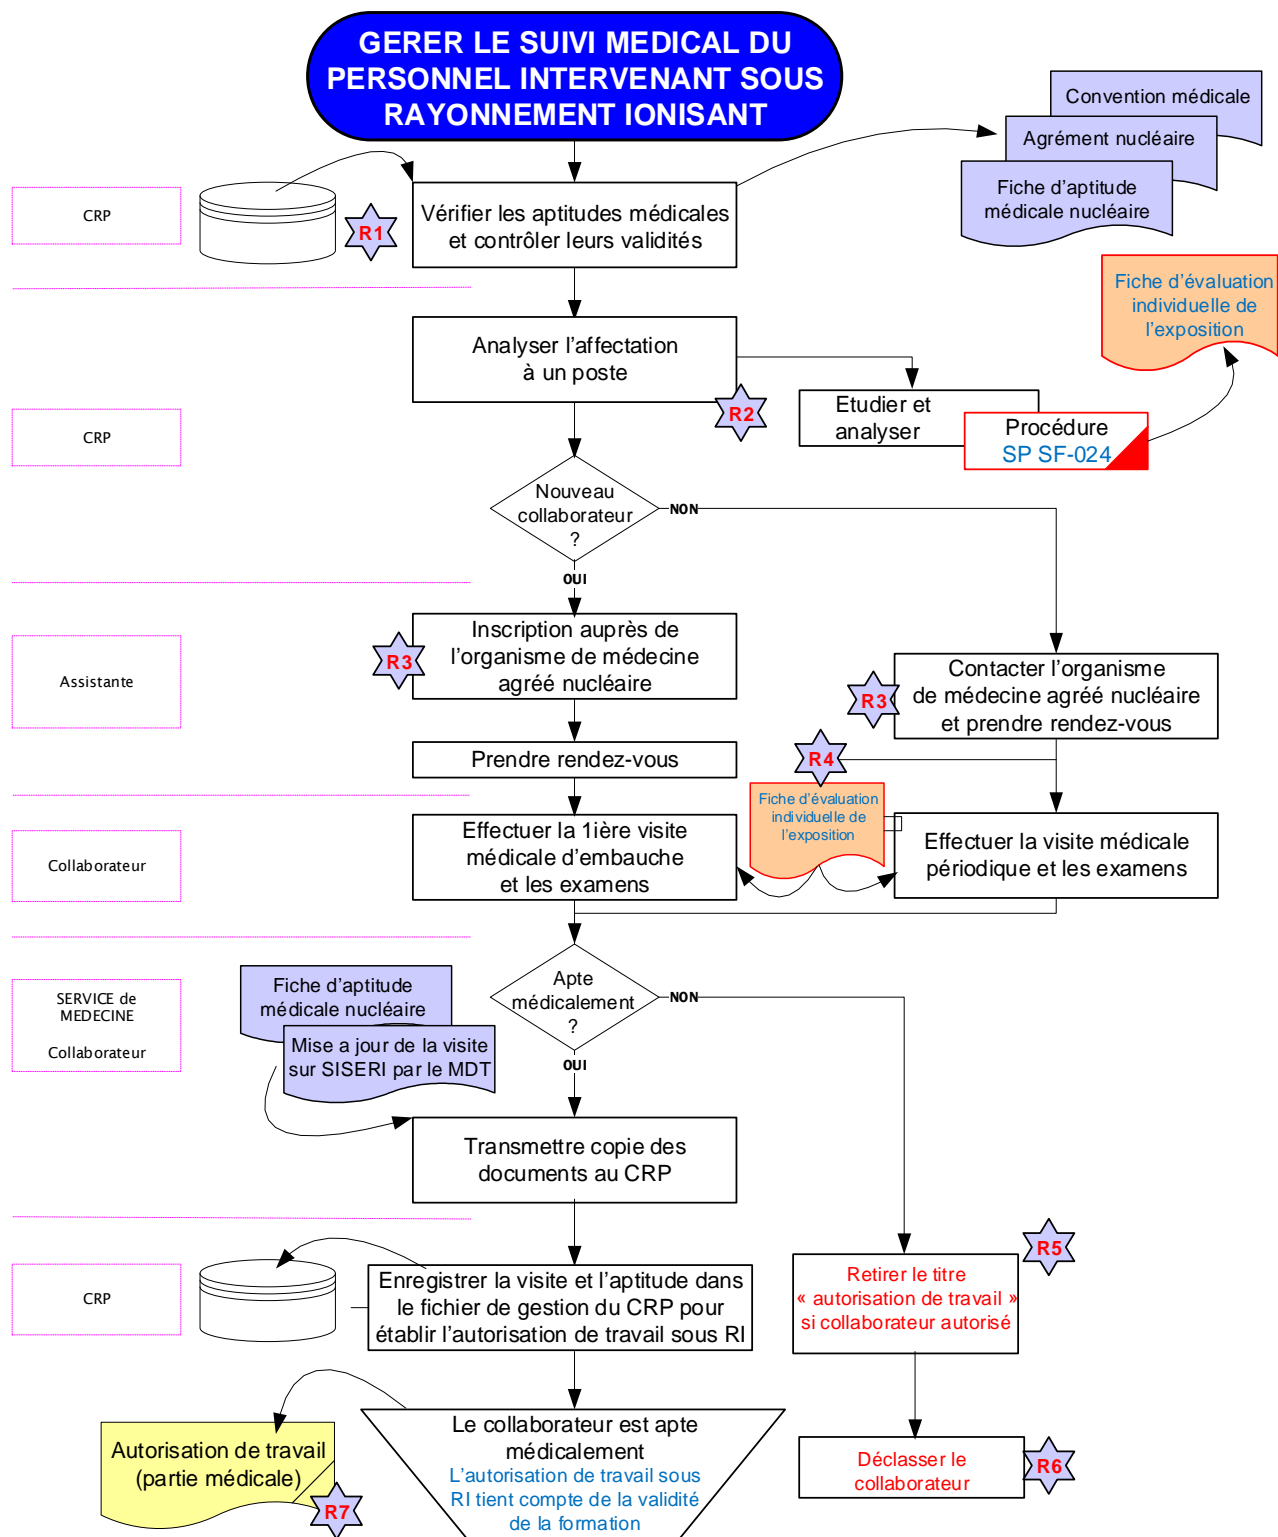 GERER LE SUIVI MEDICAL DU
PERSONNEL INTERVENANT SOUS
RAYONNEMENT IONISANT
Convention médicale
Agrément nucléaire
Fiche d'aptitude
médicale nucléaire
CRP
R1
Vérifier les aptitudes médicales
et contrôler leurs validités
Fiche d'évaluation
individuelle de
l'exposition
Analyser l'affectation
à un poste
R2
Etudier et
analyser
Procédure
SP SF-024
CRP
Nouveau
collaborateur
?
NON
OUI
Assistante
R3
Inscription auprès de
l'organisme de médecine
agréé nucléaire
R3
Contacter l'organisme
de médecine agréé nucléaire
et prendre rendez-vous
Prendre rendez-vous
R4
Fiche d'évaluation
individuelle de
l'exposition
Collaborateur
Effectuer la 1ière visite
médicale d'embauche
et les examens
Effectuer la visite médicale
périodique et les examens
SERVICE de
MEDECINE
Collaborateur
Fiche d'aptitude
médicale nucléaire
Mise a jour de la visite
sur SISERI par le MDT
Apte
médicalement
?
NON
OUI
Transmettre copie des
documents au CRP
CRP
Enregistrer la visite et l'aptitude dans
le fichier de gestion du CRP pour
établir l'autorisation de travail sous RI
R5
Retirer le titre
« autorisation de travail »
si collaborateur autorisé
Autorisation de travail
(partie médicale)
R7
Le collaborateur est apte
médicalement
L'autorisation de travail sous
RI tient compte de la validité
de la formation
Déclasser le
collaborateur
R6